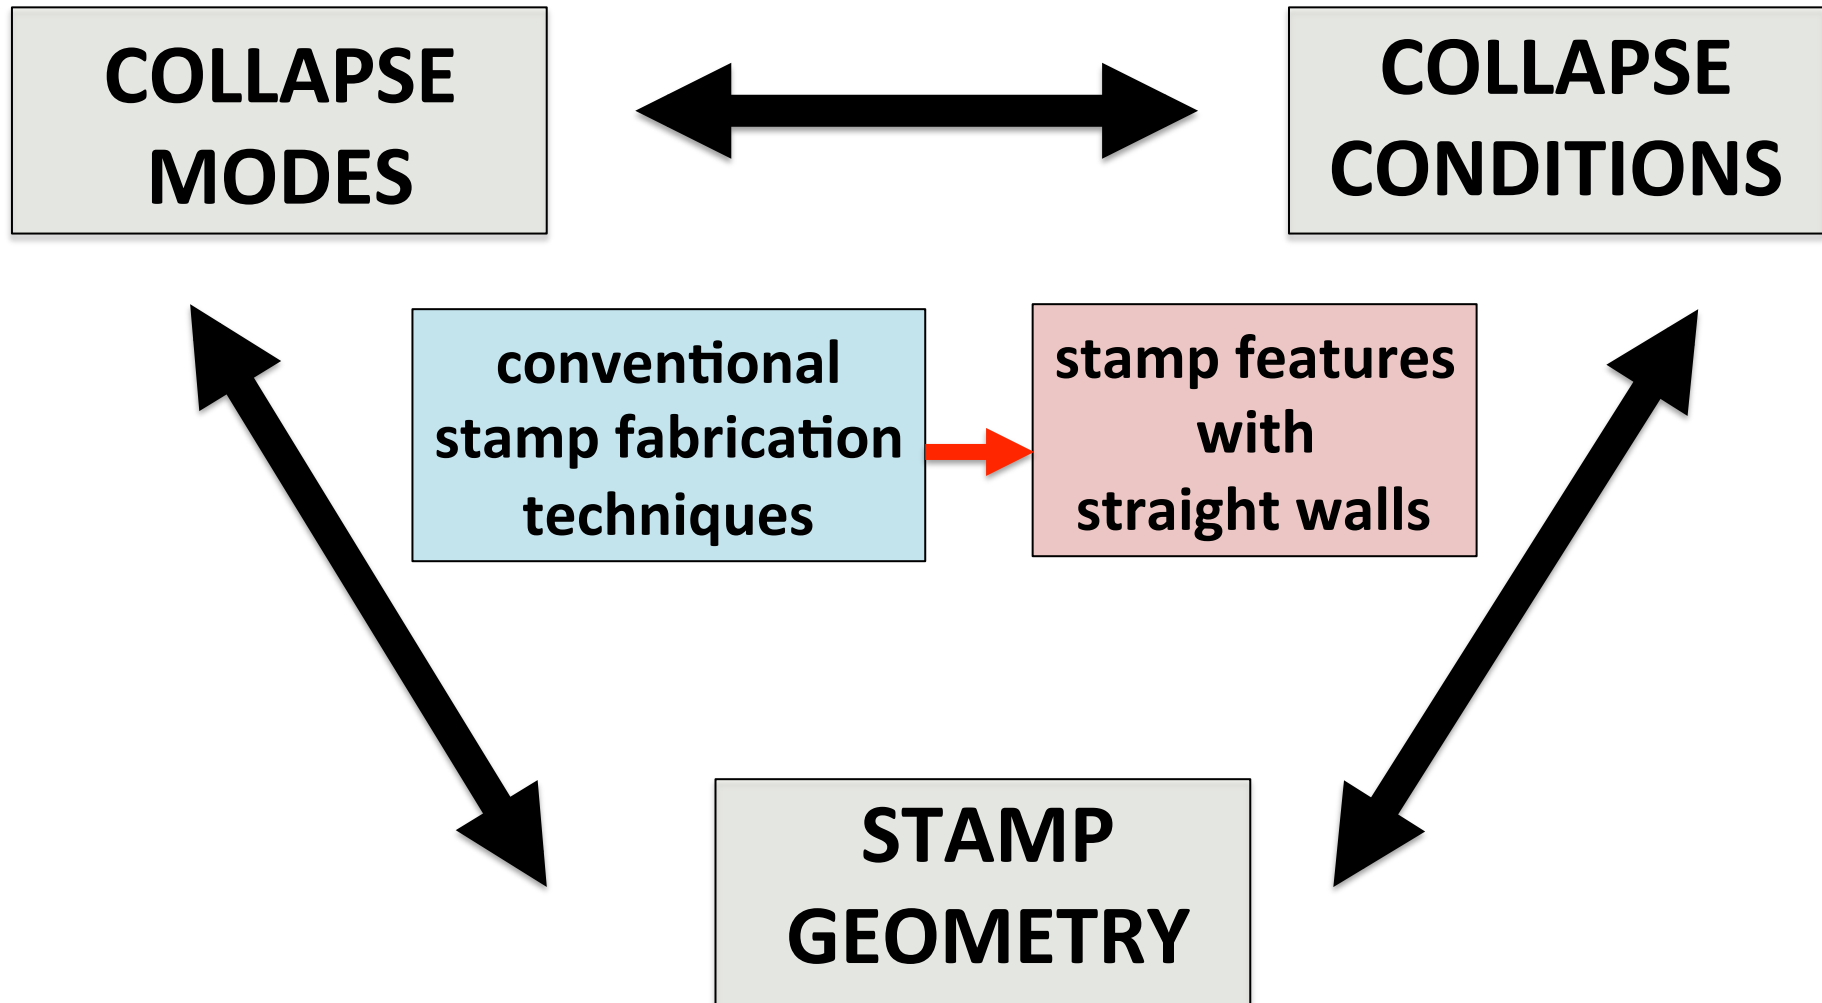 COLLAPSE
MODES
COLLAPSE
CONDITIONS
conventional
stamp fabrication
techniques
stamp features
with
straight walls
STAMP
GEOMETRY